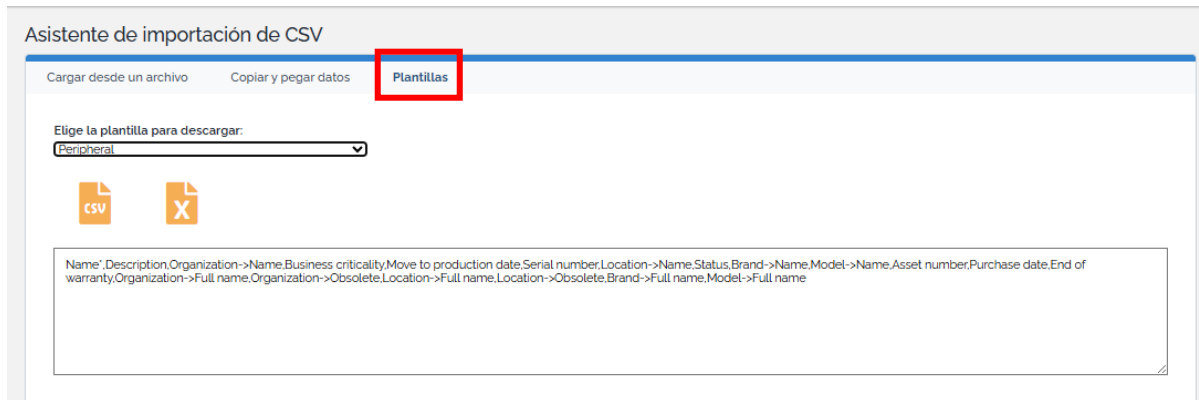 Asistente de importación de CSV
Cargar desde un archivo Copiar y pegar datos Plantillas
Elige la plantilla para descargar:
Peripheral
CSV X
Name*,Description,Organization->Name,Business criticality,Move to production date,Serial number,Location->Name,Status,Brand->Name,Model->Name,Asset number,Purchase date,End of
warranty,Organization->Full name,Organization->Obsolete,Location->Full name,Location->Obsolete,Brand->Full name,Model->Full name